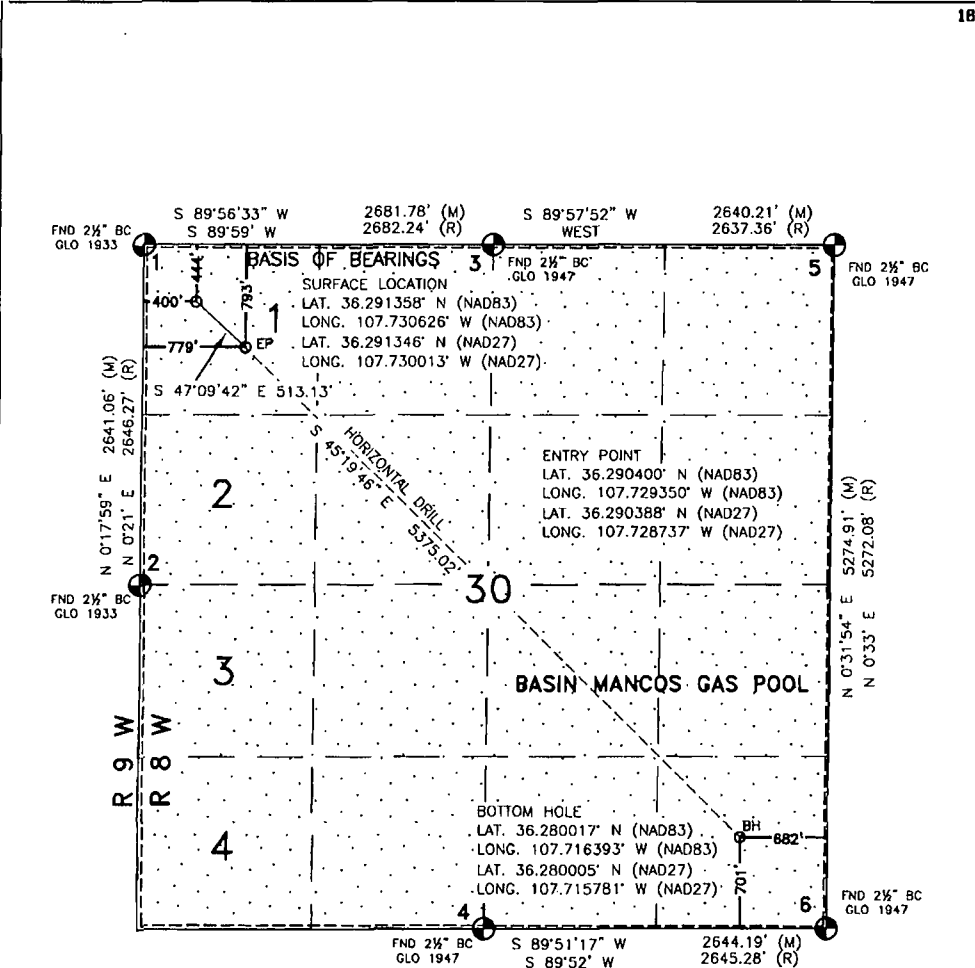 18
S 89°56'33" W 2681.78' (M)
S 89°59' W 2682.24' (R)
S 89°57'52" W 2640.21' (M)
WEST 2637.36' (R)
FND 2½" BC
GLO 1933
1
BASIS OF BEARINGS
3
FND 2½" BC
GLO 1947
5
FND 2½" BC
GLO 1947
444'
400'
793'
1
SURFACE LOCATION
LAT. 36.291358° N (NAD83)
LONG. 107.730626° W (NAD83)
LAT. 36.291346° N (NAD27)
LONG. 107.730013° W (NAD27)
779'
EP
S 47°09'42" E 513.13'
N 0°17'59" E 2641.06' (M)
N 0°21' E 2646.27' (R)
HORIZONTAL DRILL
S 45°19'46" E 5375.02'
ENTRY POINT
LAT. 36.290400° N (NAD83)
LONG. 107.729350° W (NAD83)
LAT. 36.290388° N (NAD27)
LONG. 107.728737° W (NAD27)
N 0°31'54" E 5274.91' (M)
N 0°33' E 5272.08' (R)
2
2
FND 2½" BC
GLO 1933
30
3
BASIN MANCOS GAS POOL
R 9 W
R 8 W
4
BOTTOM HOLE
LAT. 36.280017° N (NAD83)
LONG. 107.716393° W (NAD83)
LAT. 36.280005° N (NAD27)
LONG. 107.715781° W (NAD27)
BH
682'
701'
4
6
FND 2½" BC
GLO 1947
FND 2½" BC
GLO 1947
S 89°51'17" W 2644.19' (M)
S 89°52' W 2645.28' (R)